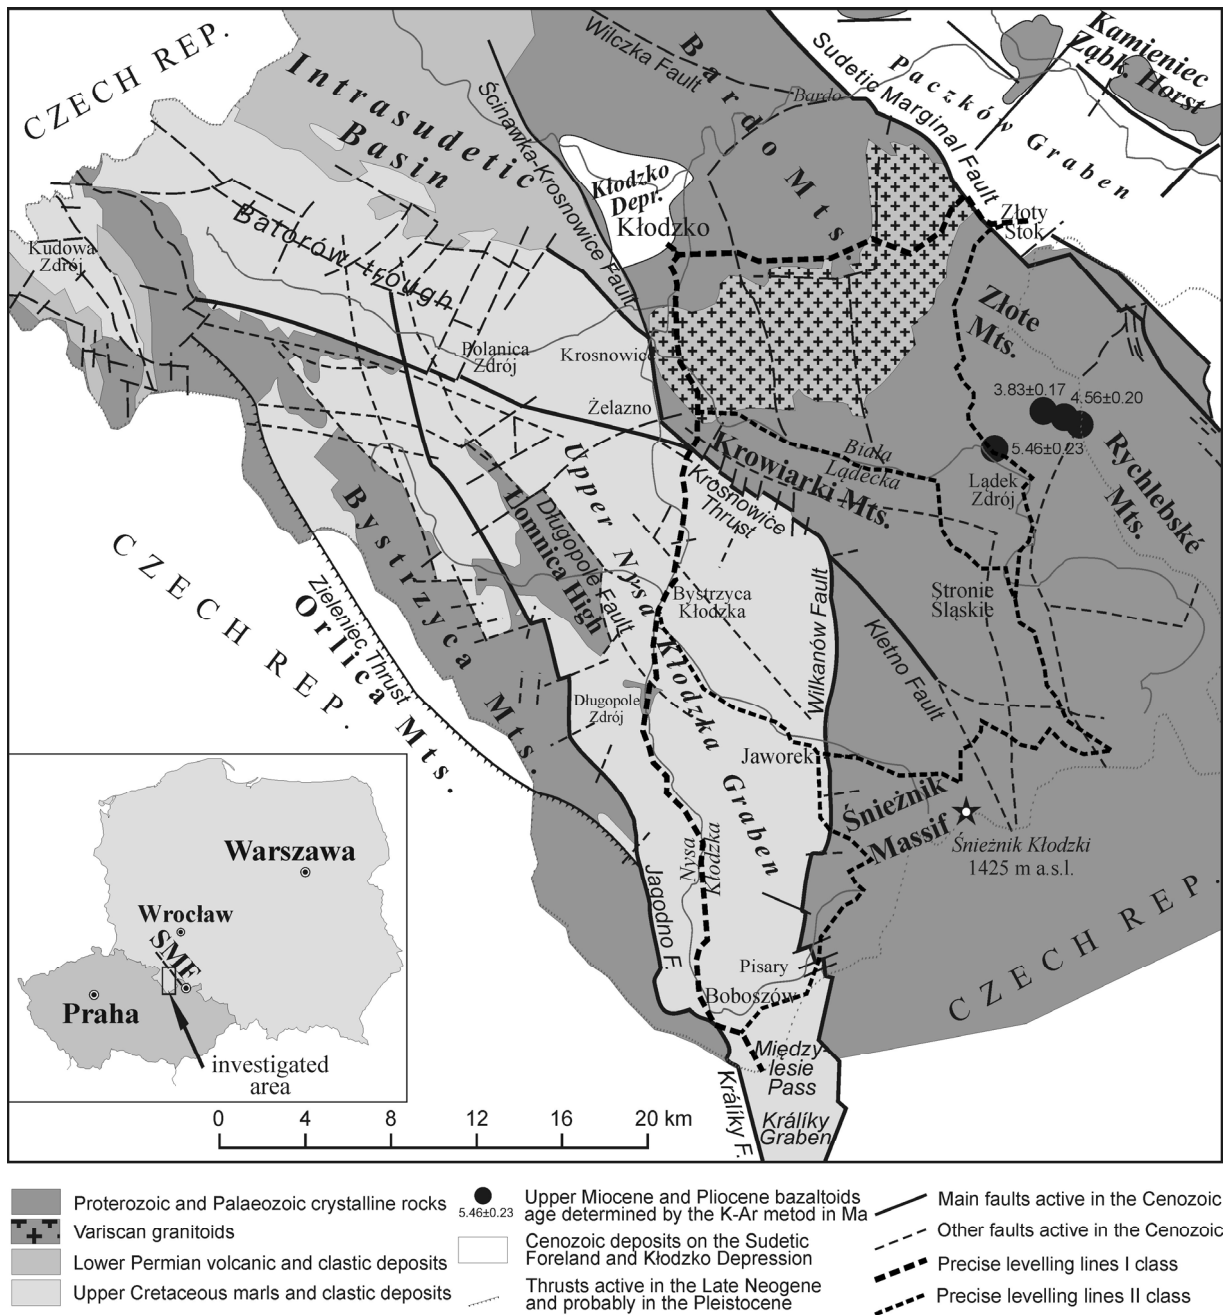 CZECH REP.
Intrasudetic
Basin
Ścinawka-Krosnowice Fault
Wilczka Fault
Bardo Mts.
Bardo
Sudetic Marginal Fault
Paczków Graben
Kamieniec
Ząbk. Horst
Kłodzko
Depr.
Kłodzko
Złoty
Stok
Kudowa
Zdrój
Batorów trough
Polanica
Zdrój
Krosnowice
Żelazno
Złote
Mts.
3.83±0.17
4.56±0.20
5.46±0.23
Lądek
Zdrój
Rychlebské
Mts.
Biała
Lądecka
Krowiarki Mts.
Krosnowice
Thrust
Upper Nysa Kłodzka Graben
Łomnica High
Długopole Fault
Bystrzyca Mts.
CZECH REP.
Zieleniec Thrust
Orlica Mts.
Bystrzyca
Kłodzka
Wilkanów Fault
Kletno Fault
Stronie
Śląskie
Długopole
Zdrój
Jaworek
Śnieżnik
Massif
Śnieżnik Kłodzki
1425 m a.s.l.
Nysa
Kłodzka
Jagodno F.
Pisary
Boboszów
CZECH REP.
Między-
lesie
Pass
Králíky F.
Králíky
Graben
Warszawa
Wrocław
SMF
Praha
investigated
area
0 4 8 12 16 20 km
Proterozoic and Palaeozoic crystalline rocks
Variscan granitoids
Lower Permian volcanic and clastic deposits
Upper Cretaceous marls and clastic deposits
5.46±0.23
Upper Miocene and Pliocene bazaltoids
age determined by the K-Ar metod in Ma
Cenozoic deposits on the Sudetic
Foreland and Kłodzko Depression
Thrusts active in the Late Neogene
and probably in the Pleistocene
Main faults active in the Cenozoic
Other faults active in the Cenozoic
Precise levelling lines I class
Precise levelling lines II class